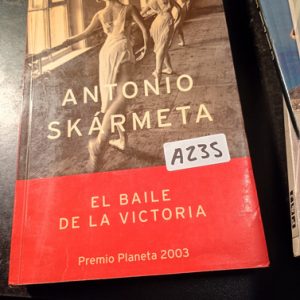 ANTONIO
SKÁRMETA
A235
EL BAILE
DE LA VICTORIA
Premio Planeta 2003